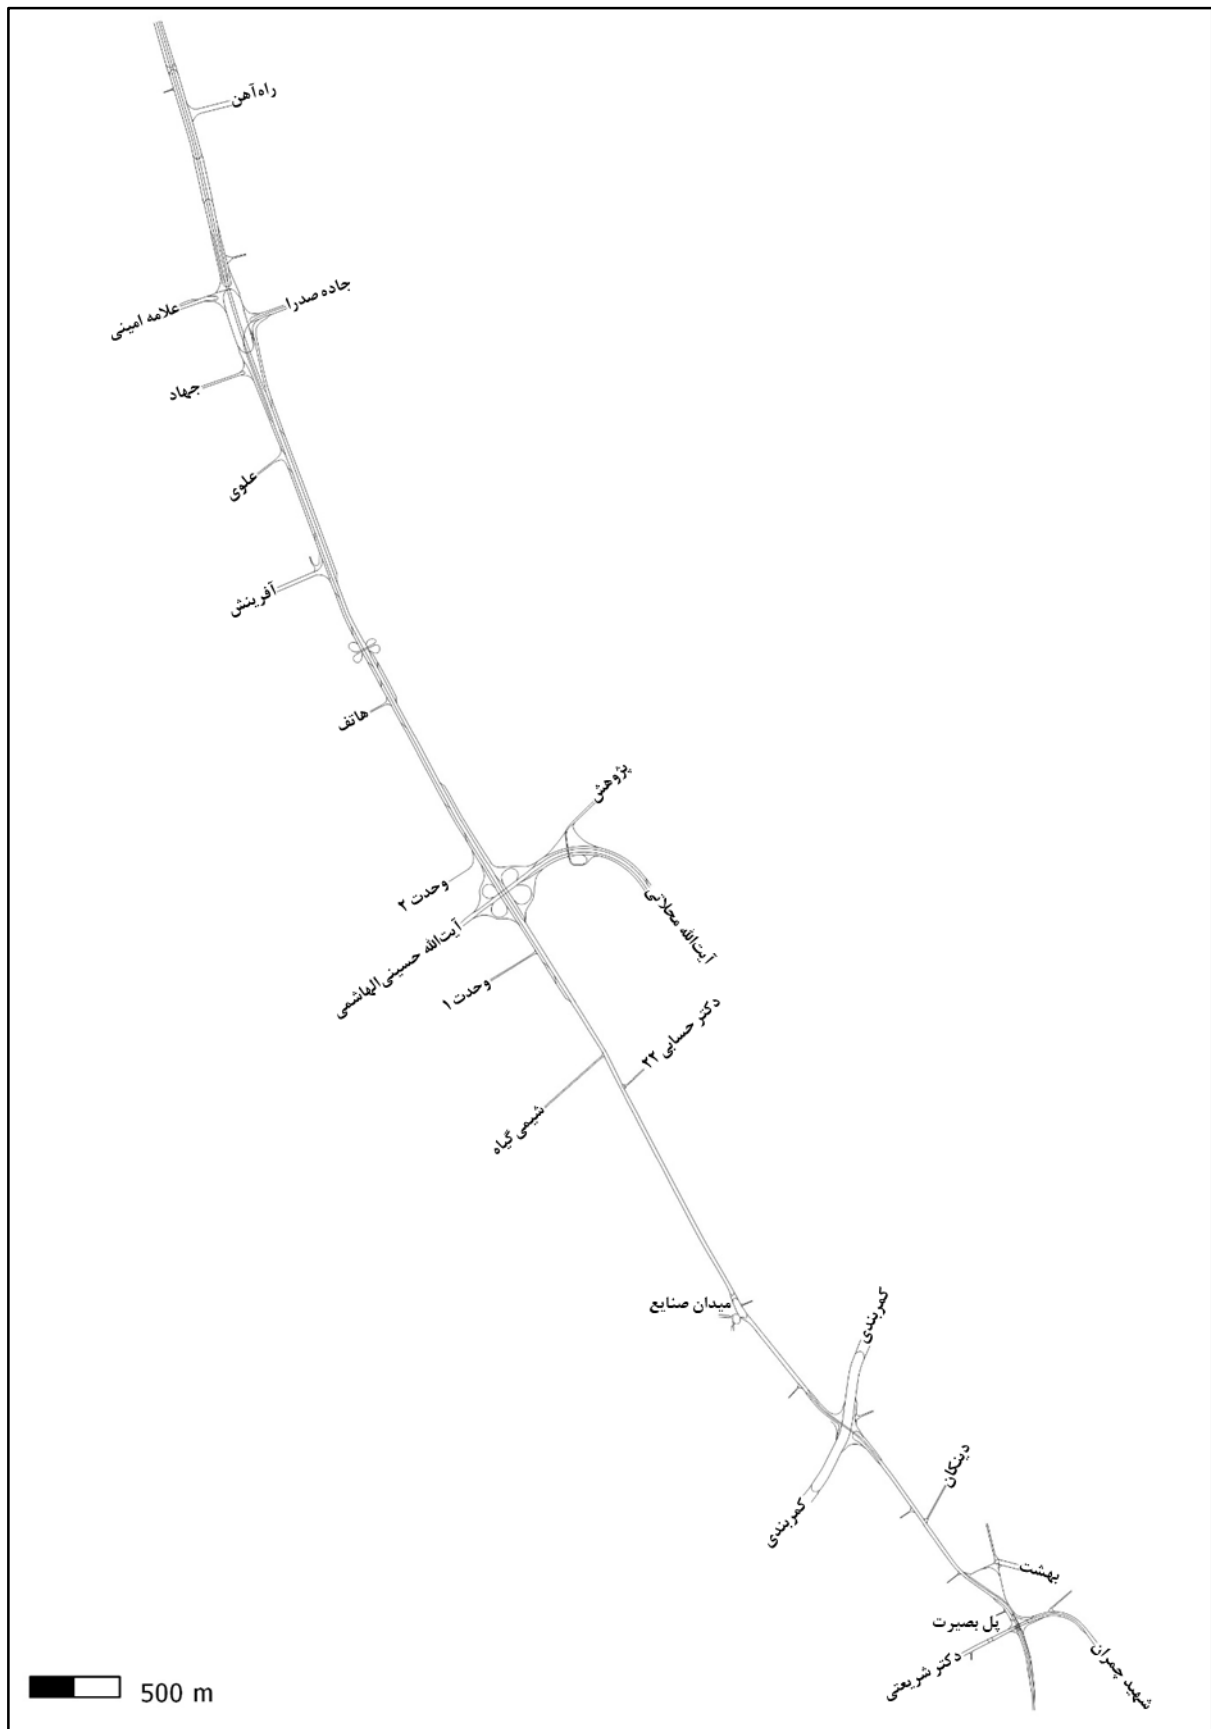 راه‌آهن
جاده صدرا
علامه امینی
جهاد
علوی
آفرینش
هاتف
پژوهش
وحدت ۲
آیت‌الله محلاتی
آیت‌الله حسینی‌الهاشمی
وحدت ۱
دکتر حسابی ۲۲
شیمی‌گیاه
میدان صنایع
کمربندی
دینکان
کمربندی
بهشت
پل بصیرت
دکتر شریعتی
شهید چمران
500 m